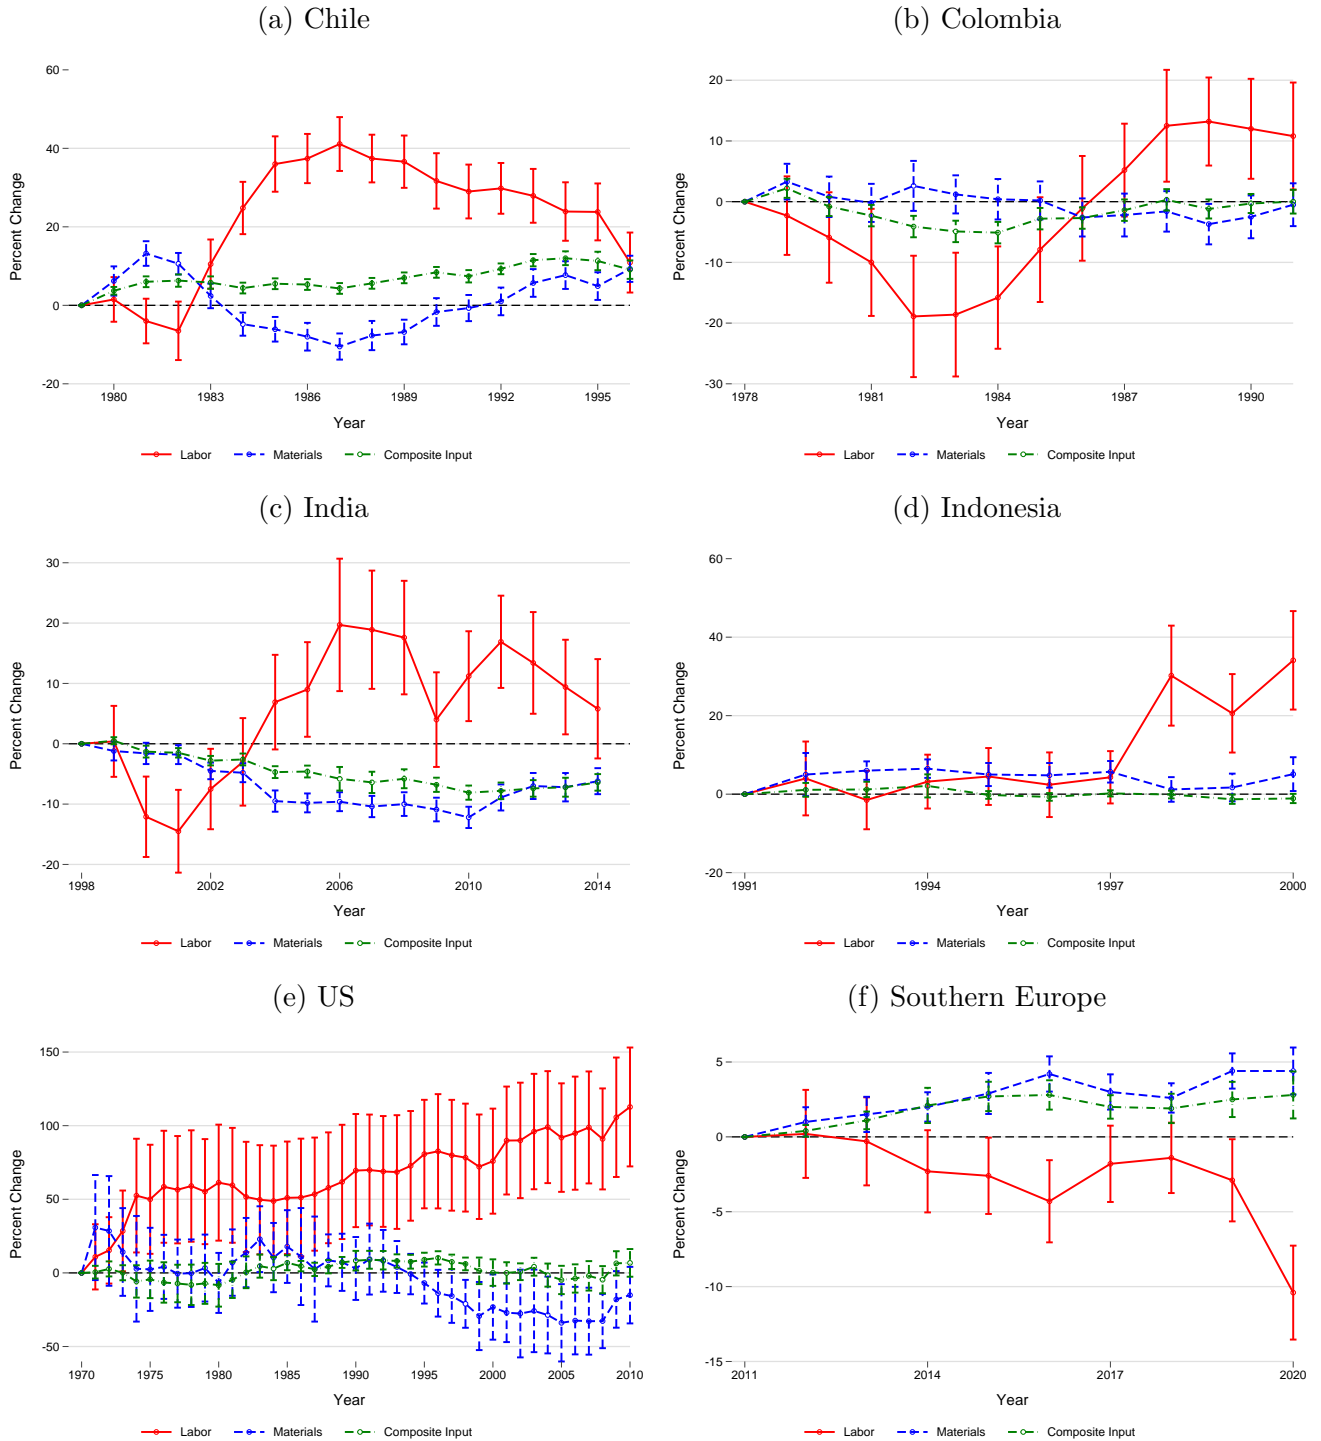 (a) Chile
Percent Change
60
40
20
0
-20
1980 1983 1986 1989 1992 1995
Year
Labor Materials Composite Input
(b) Colombia
Percent Change
20
10
0
-10
-20
-30
1978 1981 1984 1987 1990
Year
Labor Materials Composite Input
(c) India
Percent Change
30
20
10
0
-10
-20
1998 2002 2006 2010 2014
Year
Labor Materials Composite Input
(d) Indonesia
Percent Change
60
40
20
0
-20
1991 1994 1997 2000
Year
Labor Materials Composite Input
(e) US
Percent Change
150
100
50
0
-50
1970 1975 1980 1985 1990 1995 2000 2005 2010
Year
Labor Materials Composite Input
(f) Southern Europe
Percent Change
5
0
-5
-10
-15
2011 2014 2017 2020
Year
Labor Materials Composite Input